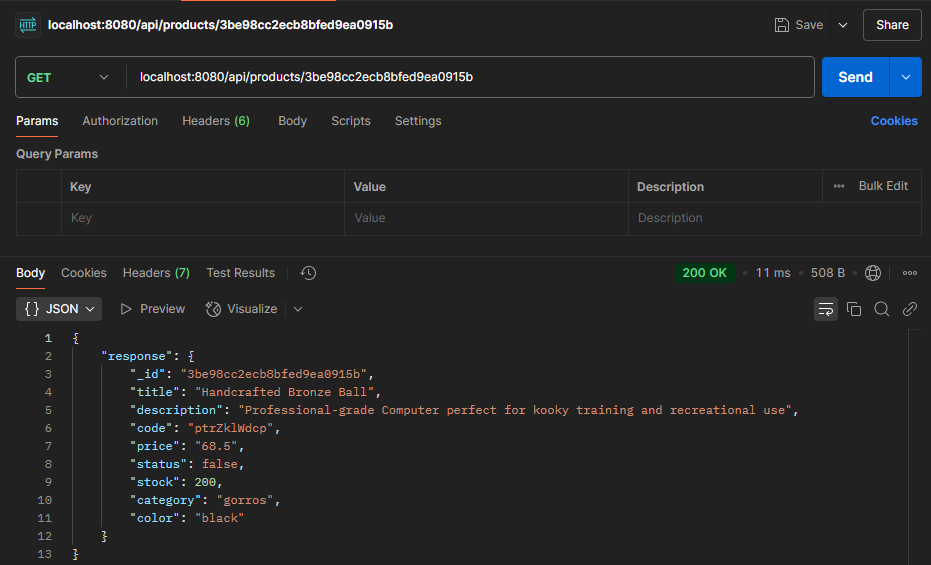 HTTP localhost:8080/api/products/3be98cc2ecb8bfed9ea0915b Save Share
GET localhost:8080/api/products/3be98cc2ecb8bfed9ea0915b Send
Params Authorization Headers (6) Body Scripts Settings Cookies
Query Params
Key Value Description ••• Bulk Edit
Key Value Description
Body Cookies Headers (7) Test Results 200 OK • 11 ms • 508 B •
{} JSON Preview Visualize
1 {
2 "response": {
3 "_id": "3be98cc2ecb8bfed9ea0915b",
4 "title": "Handcrafted Bronze Ball",
5 "description": "Professional-grade Computer perfect for kooky training and recreational use",
6 "code": "ptrZklWdcp",
7 "price": "68.5",
8 "status": false,
9 "stock": 200,
10 "category": "gorros",
11 "color": "black"
12 }
13 }